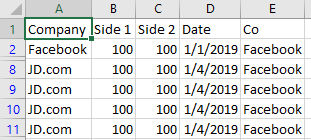 A B C D E
1 Company Side 1 Side 2 Date Co
2 Facebook 100 100 1/1/2019 Facebook
8 JD.com 100 100 1/4/2019 Facebook
9 JD.com 100 100 1/4/2019 Facebook
10 JD.com 100 100 1/4/2019 Facebook
11 JD.com 100 100 1/4/2019 Facebook